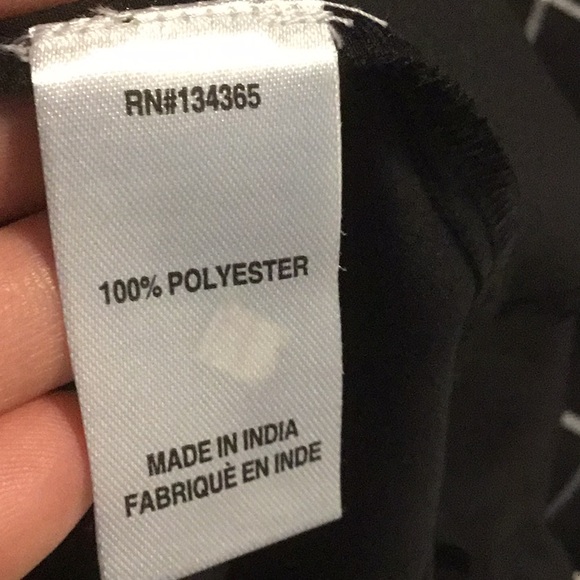 RN#134365
100% POLYESTER
MADE IN INDIA
FABRIQUÈ EN INDE